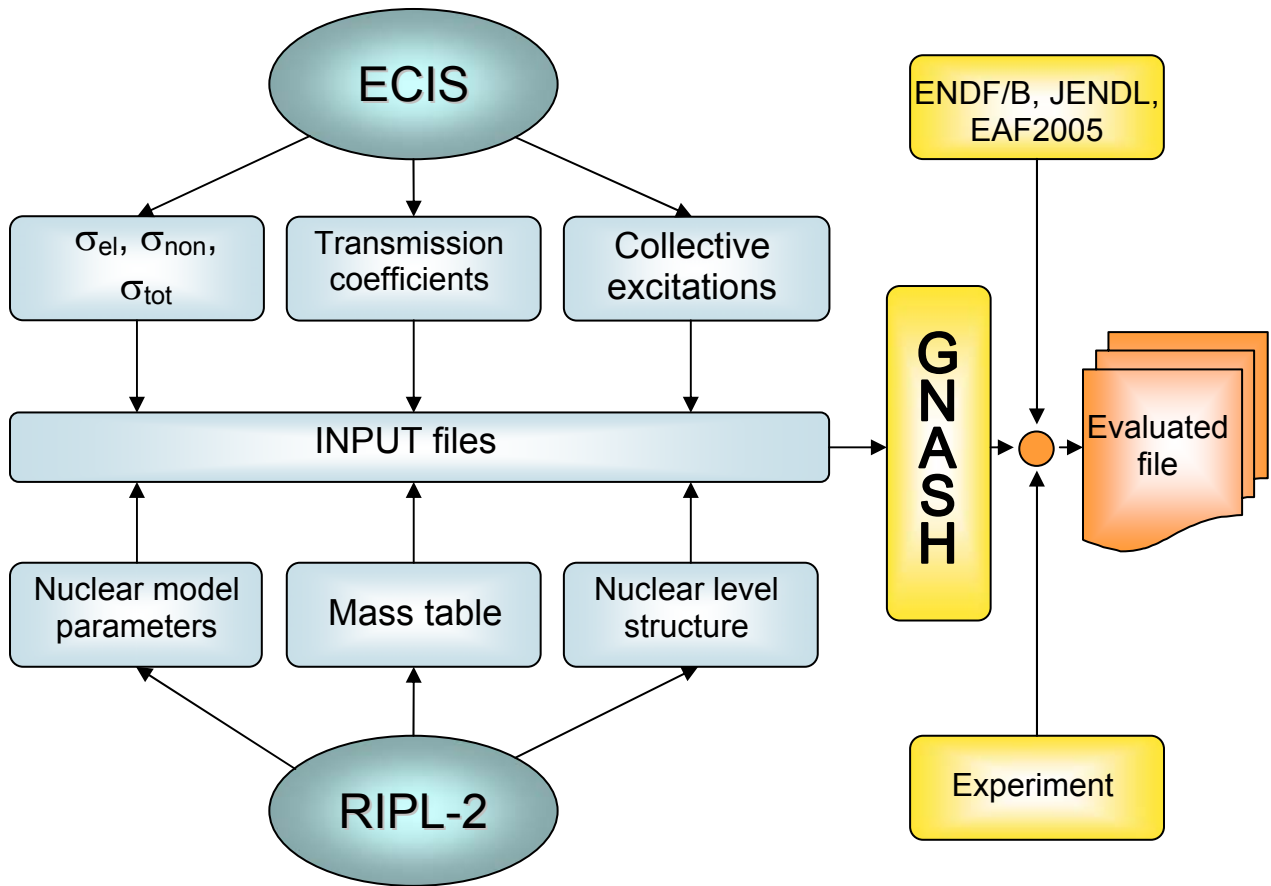 ECIS
ENDF/B, JENDL,
EAF2005
σel, σnon,
σtot
Transmission
coefficients
Collective
excitations
INPUT files
GNASH
Evaluated
file
Nuclear model
parameters
Mass table
Nuclear level
structure
RIPL-2
Experiment